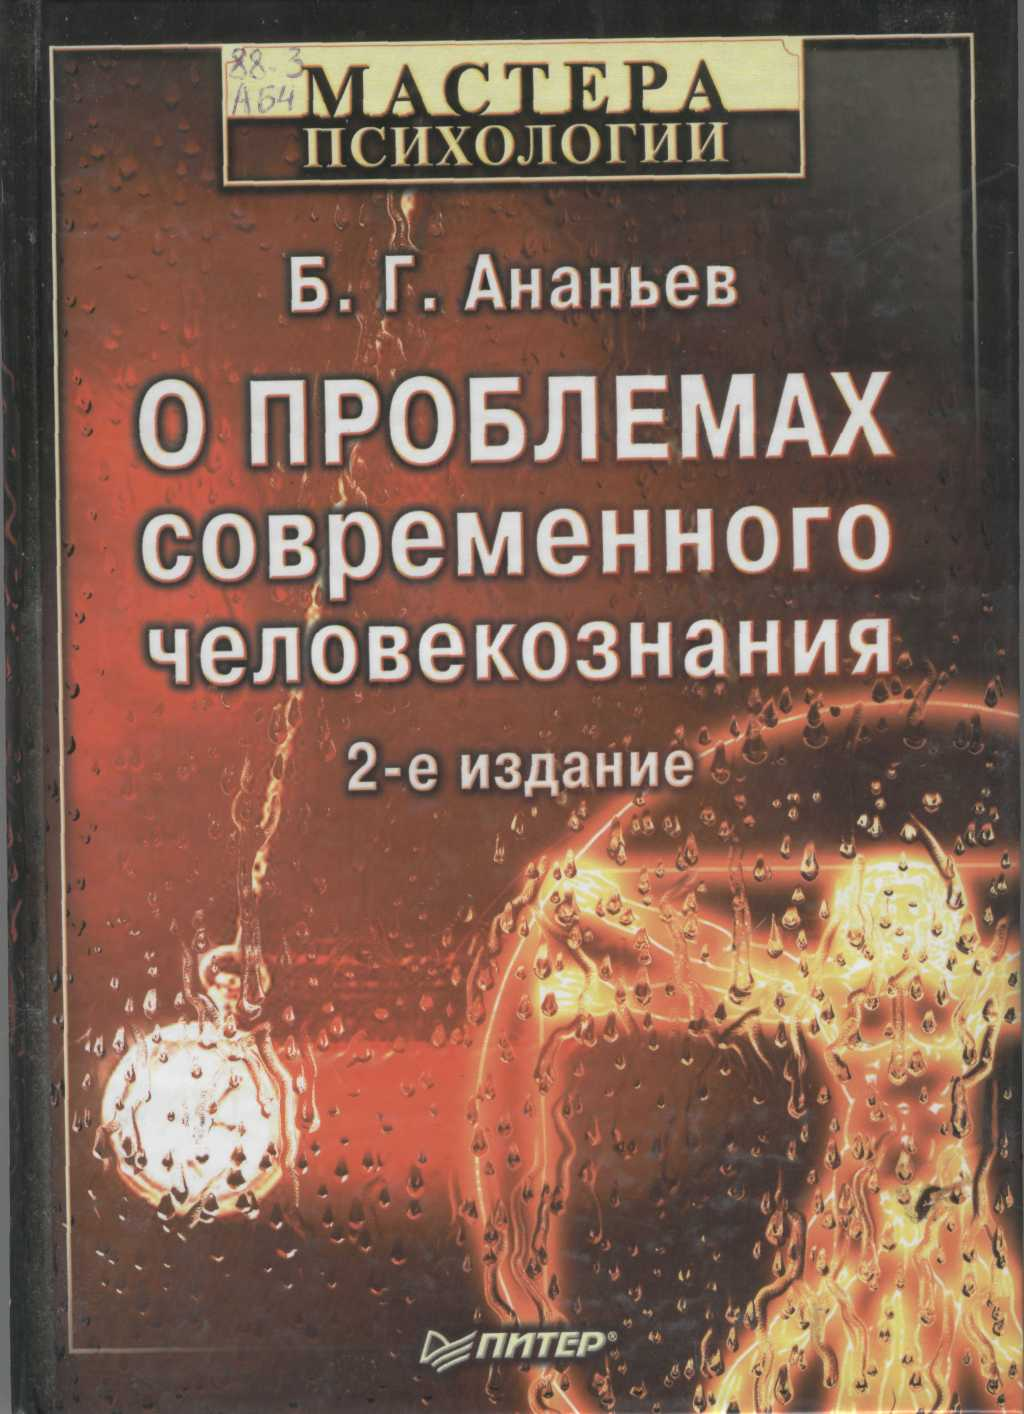 88.3
А64
МАСТЕРА
ПСИХОЛОГИИ
Б. Г. Ананьев
О ПРОБЛЕМАХ
современного
человекознания
2-е издание
ПИТЕР®